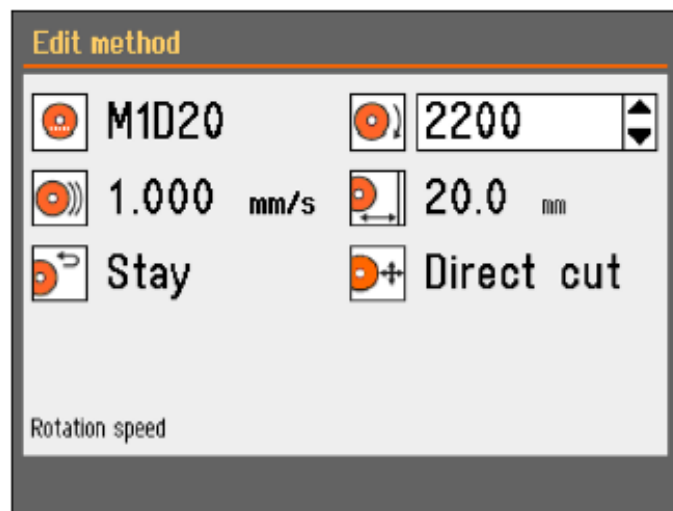 Edit method
M1D20 2200
1.000 mm/s 20.0 mm
Stay Direct cut
Rotation speed